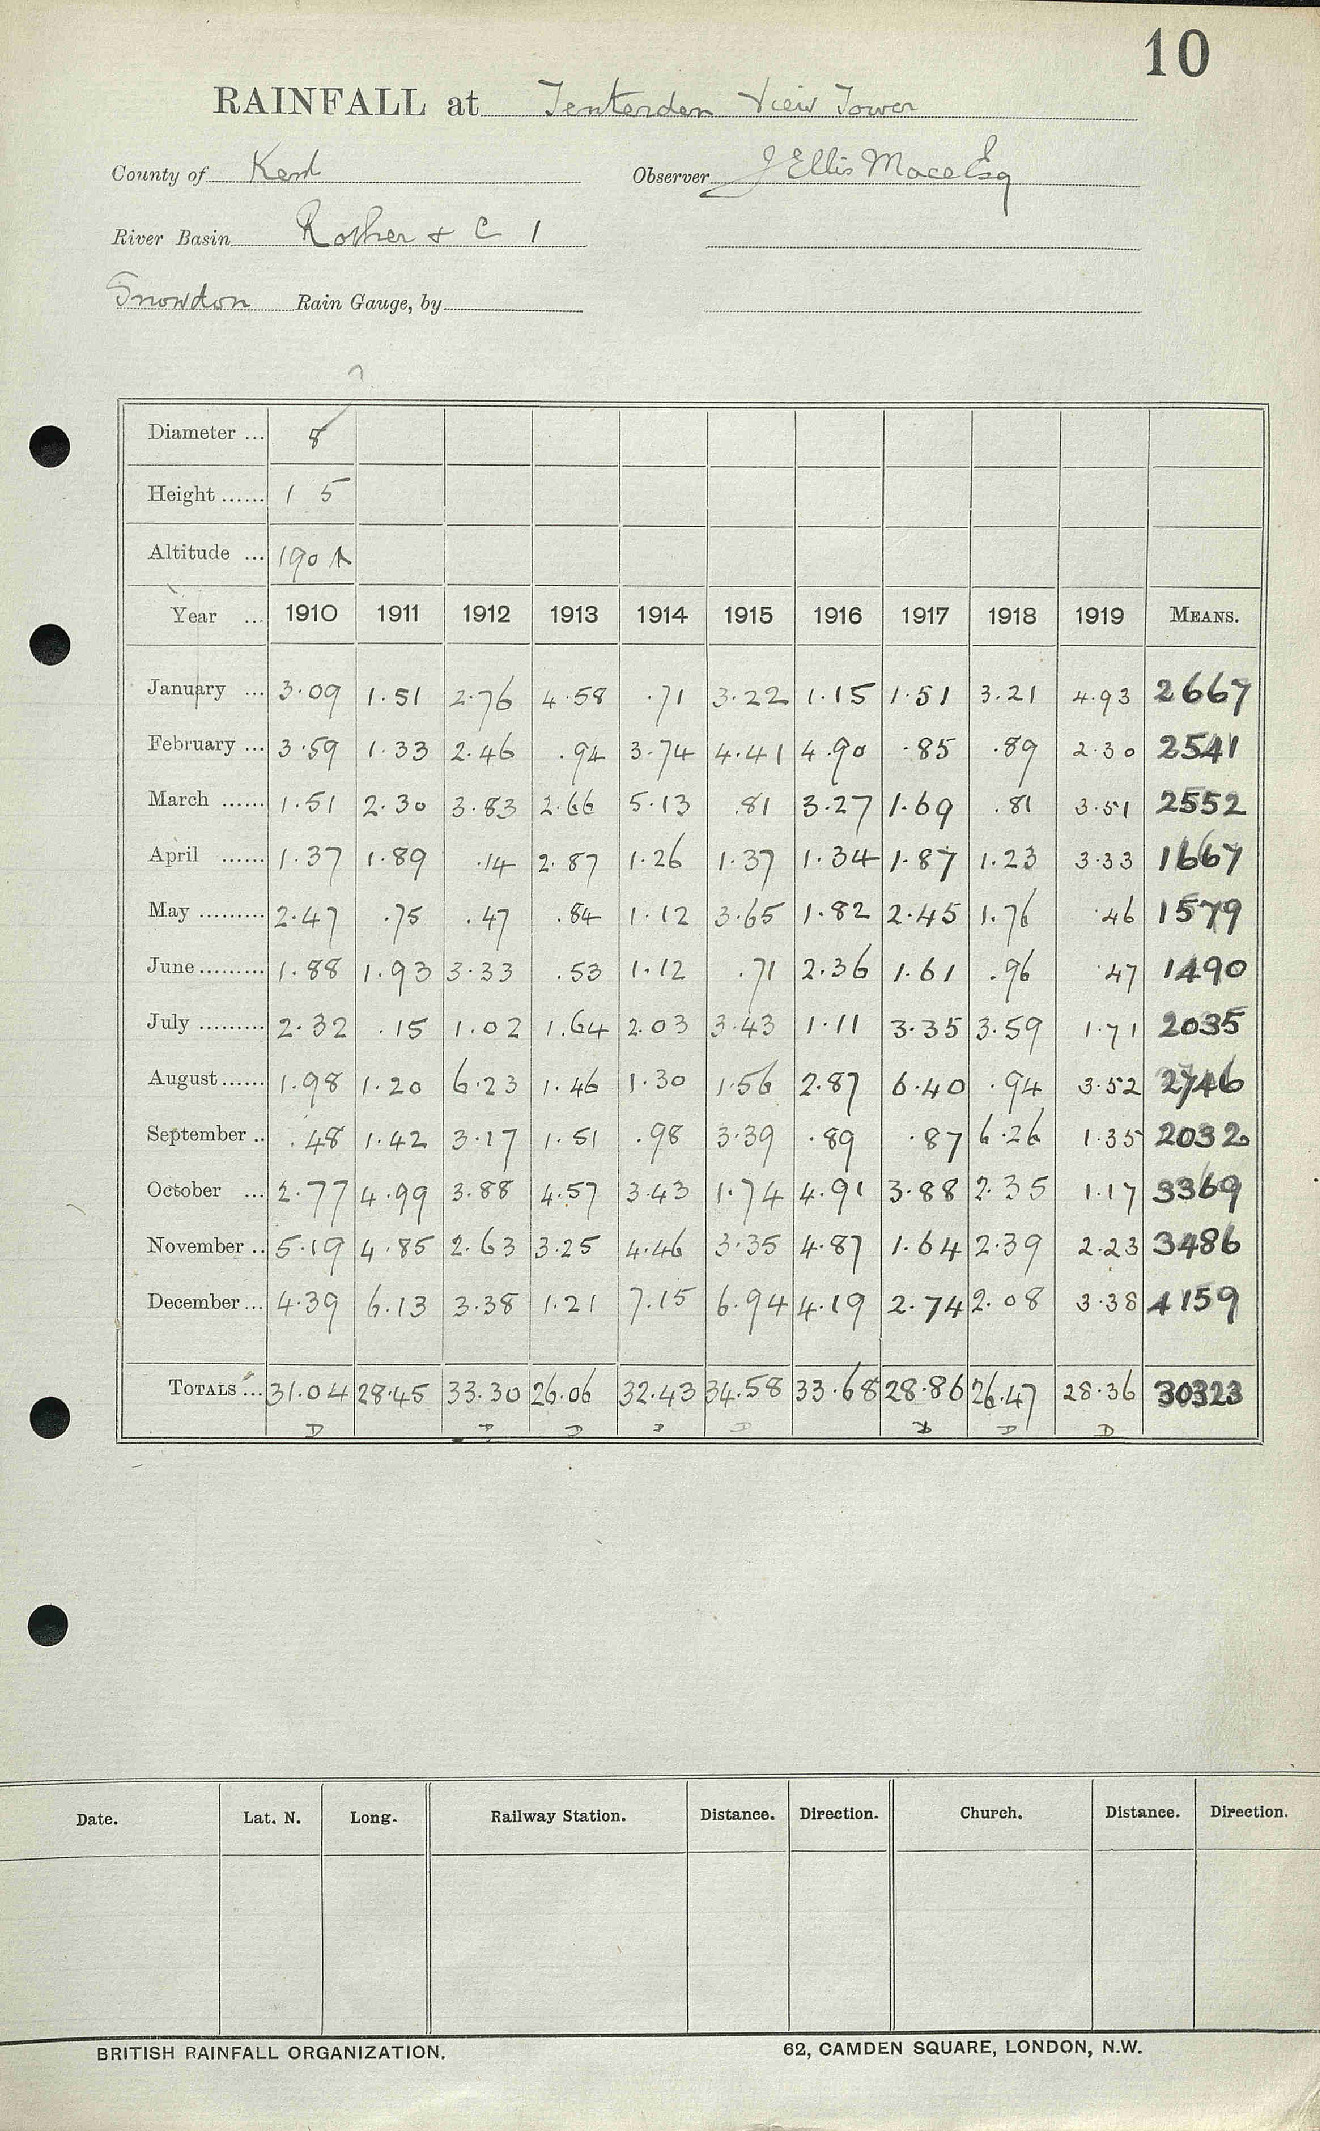 10
RAINFALL at Tenterden View Tower
County of Kent Observer J Ellis Mace Esq
River Basin Rother & C 1
Snowdon Rain Gauge, by
?
Diameter ... 8
Height ...... 1 5
Altitude ... 190
Year ... 1910 1911 1912 1913 1914 1915 1916 1917 1918 1919 MEANS.
January ... 3.09 1.51 2.76 4.58 .71 3.22 1.15 1.51 3.21 4.93 2667
February ... 3.59 1.33 2.46 .94 3.74 4.41 4.90 .85 .89 2.30 2541
March ...... 1.51 2.30 3.83 2.66 5.13 .81 3.27 1.69 .81 3.51 2552
April ...... 1.37 1.89 .14 2.87 1.26 1.37 1.34 1.87 1.23 3.33 1667
May ......... 2.47 .75 .47 .84 1.12 3.65 1.82 2.45 1.76 .46 1579
June ......... 1.88 1.93 3.33 .53 1.12 .71 2.36 1.61 .96 .47 1490
July ......... 2.32 .15 1.02 1.64 2.03 3.43 1.11 3.35 3.59 1.71 2035
August ...... 1.98 1.20 6.23 1.46 1.30 1.56 2.87 6.40 .94 3.52 2746
September .. .48 1.42 3.17 1.51 .98 3.39 .89 .87 6.26 1.35 2032
October ... 2.77 4.99 3.88 4.57 3.43 1.74 4.91 3.88 2.35 1.17 3369
November .. 5.19 4.85 2.63 3.25 4.46 3.35 4.87 1.64 2.39 2.23 3486
December ... 4.39 6.13 3.38 1.21 7.15 6.94 4.19 2.74 2.08 3.38 4159
TOTALS ... 31.04 28.45 33.30 26.06 32.43 34.58 33.68 28.86 26.47 28.36 30323
D D D D D D D D
Date. Lat. N. Long. Railway Station. Distance. Direction. Church. Distance. Direction.
BRITISH RAINFALL ORGANIZATION. 62, CAMDEN SQUARE, LONDON, N.W.